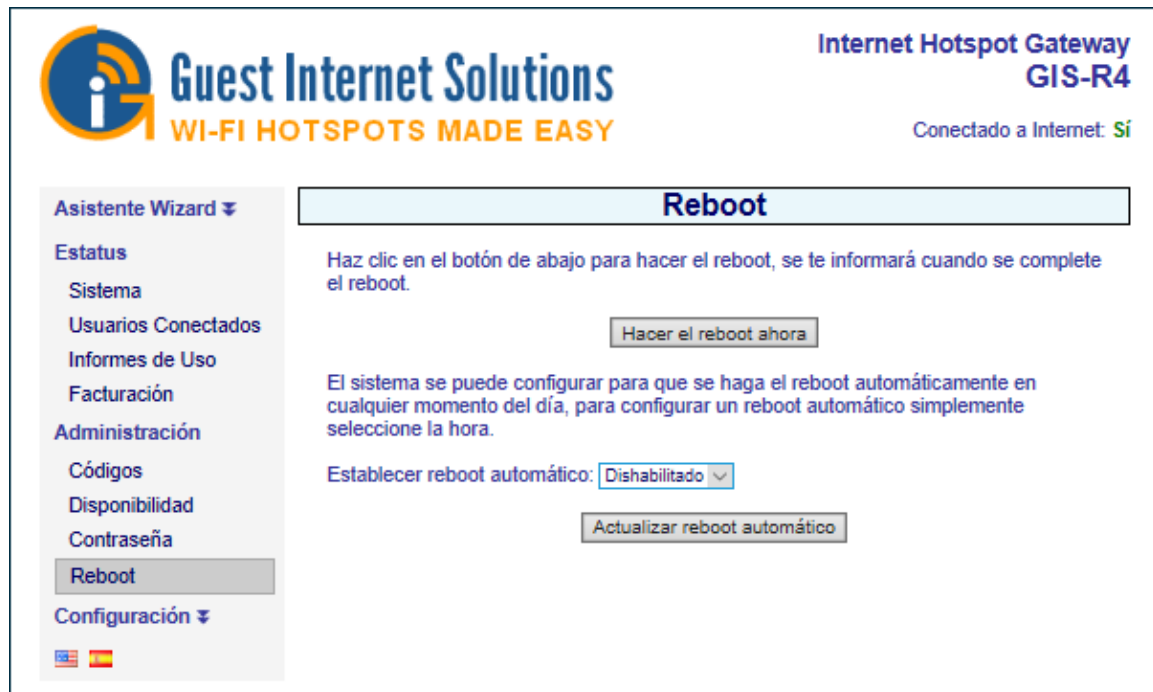 Guest Internet Solutions
WI-FI HOTSPOTS MADE EASY
Internet Hotspot Gateway
GIS-R4
Conectado a Internet: Sí
Asistente Wizard
Estatus
Sistema
Usuarios Conectados
Informes de Uso
Facturación
Administración
Códigos
Disponibilidad
Contraseña
Reboot
Configuración
Reboot
Haz clic en el botón de abajo para hacer el reboot, se te informará cuando se complete
el reboot.
Hacer el reboot ahora
El sistema se puede configurar para que se haga el reboot automáticamente en
cualquier momento del día, para configurar un reboot automático simplemente
seleccione la hora.
Establecer reboot automático: Dishabilitado
Actualizar reboot automático